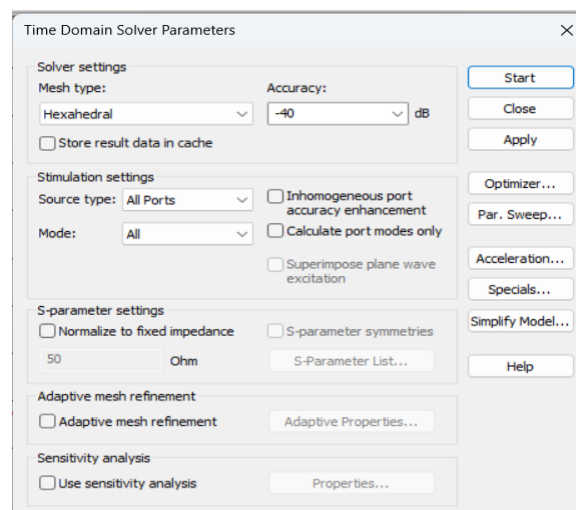 Time Domain Solver Parameters
Solver settings
Mesh type:
Accuracy:
Hexahedral
-40
dB
Store result data in cache
Stimulation settings
Source type:
All Ports
Inhomogeneous port
accuracy enhancement
Mode:
All
Calculate port modes only
Superimpose plane wave
excitation
S-parameter settings
Normalize to fixed impedance
S-parameter symmetries
50
Ohm
S-Parameter List...
Adaptive mesh refinement
Adaptive mesh refinement
Adaptive Properties...
Sensitivity analysis
Use sensitivity analysis
Properties...
Start
Close
Apply
Optimizer...
Par. Sweep...
Acceleration...
Specials...
Simplify Model...
Help